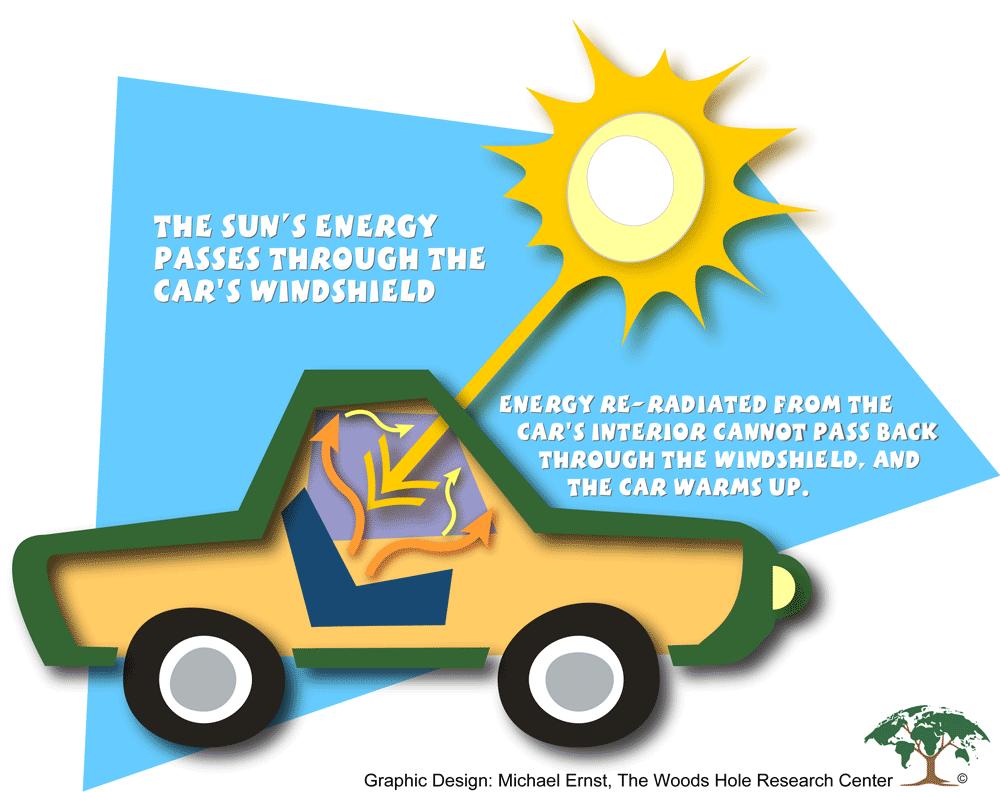 THE SUN'S ENERGY
PASSES THROUGH THE
CAR'S WINDSHIELD
ENERGY RE-RADIATED FROM THE
CAR'S INTERIOR CANNOT PASS BACK
THROUGH THE WINDSHIELD, AND
THE CAR WARMS UP.
Graphic Design: Michael Ernst, The Woods Hole Research Center ©